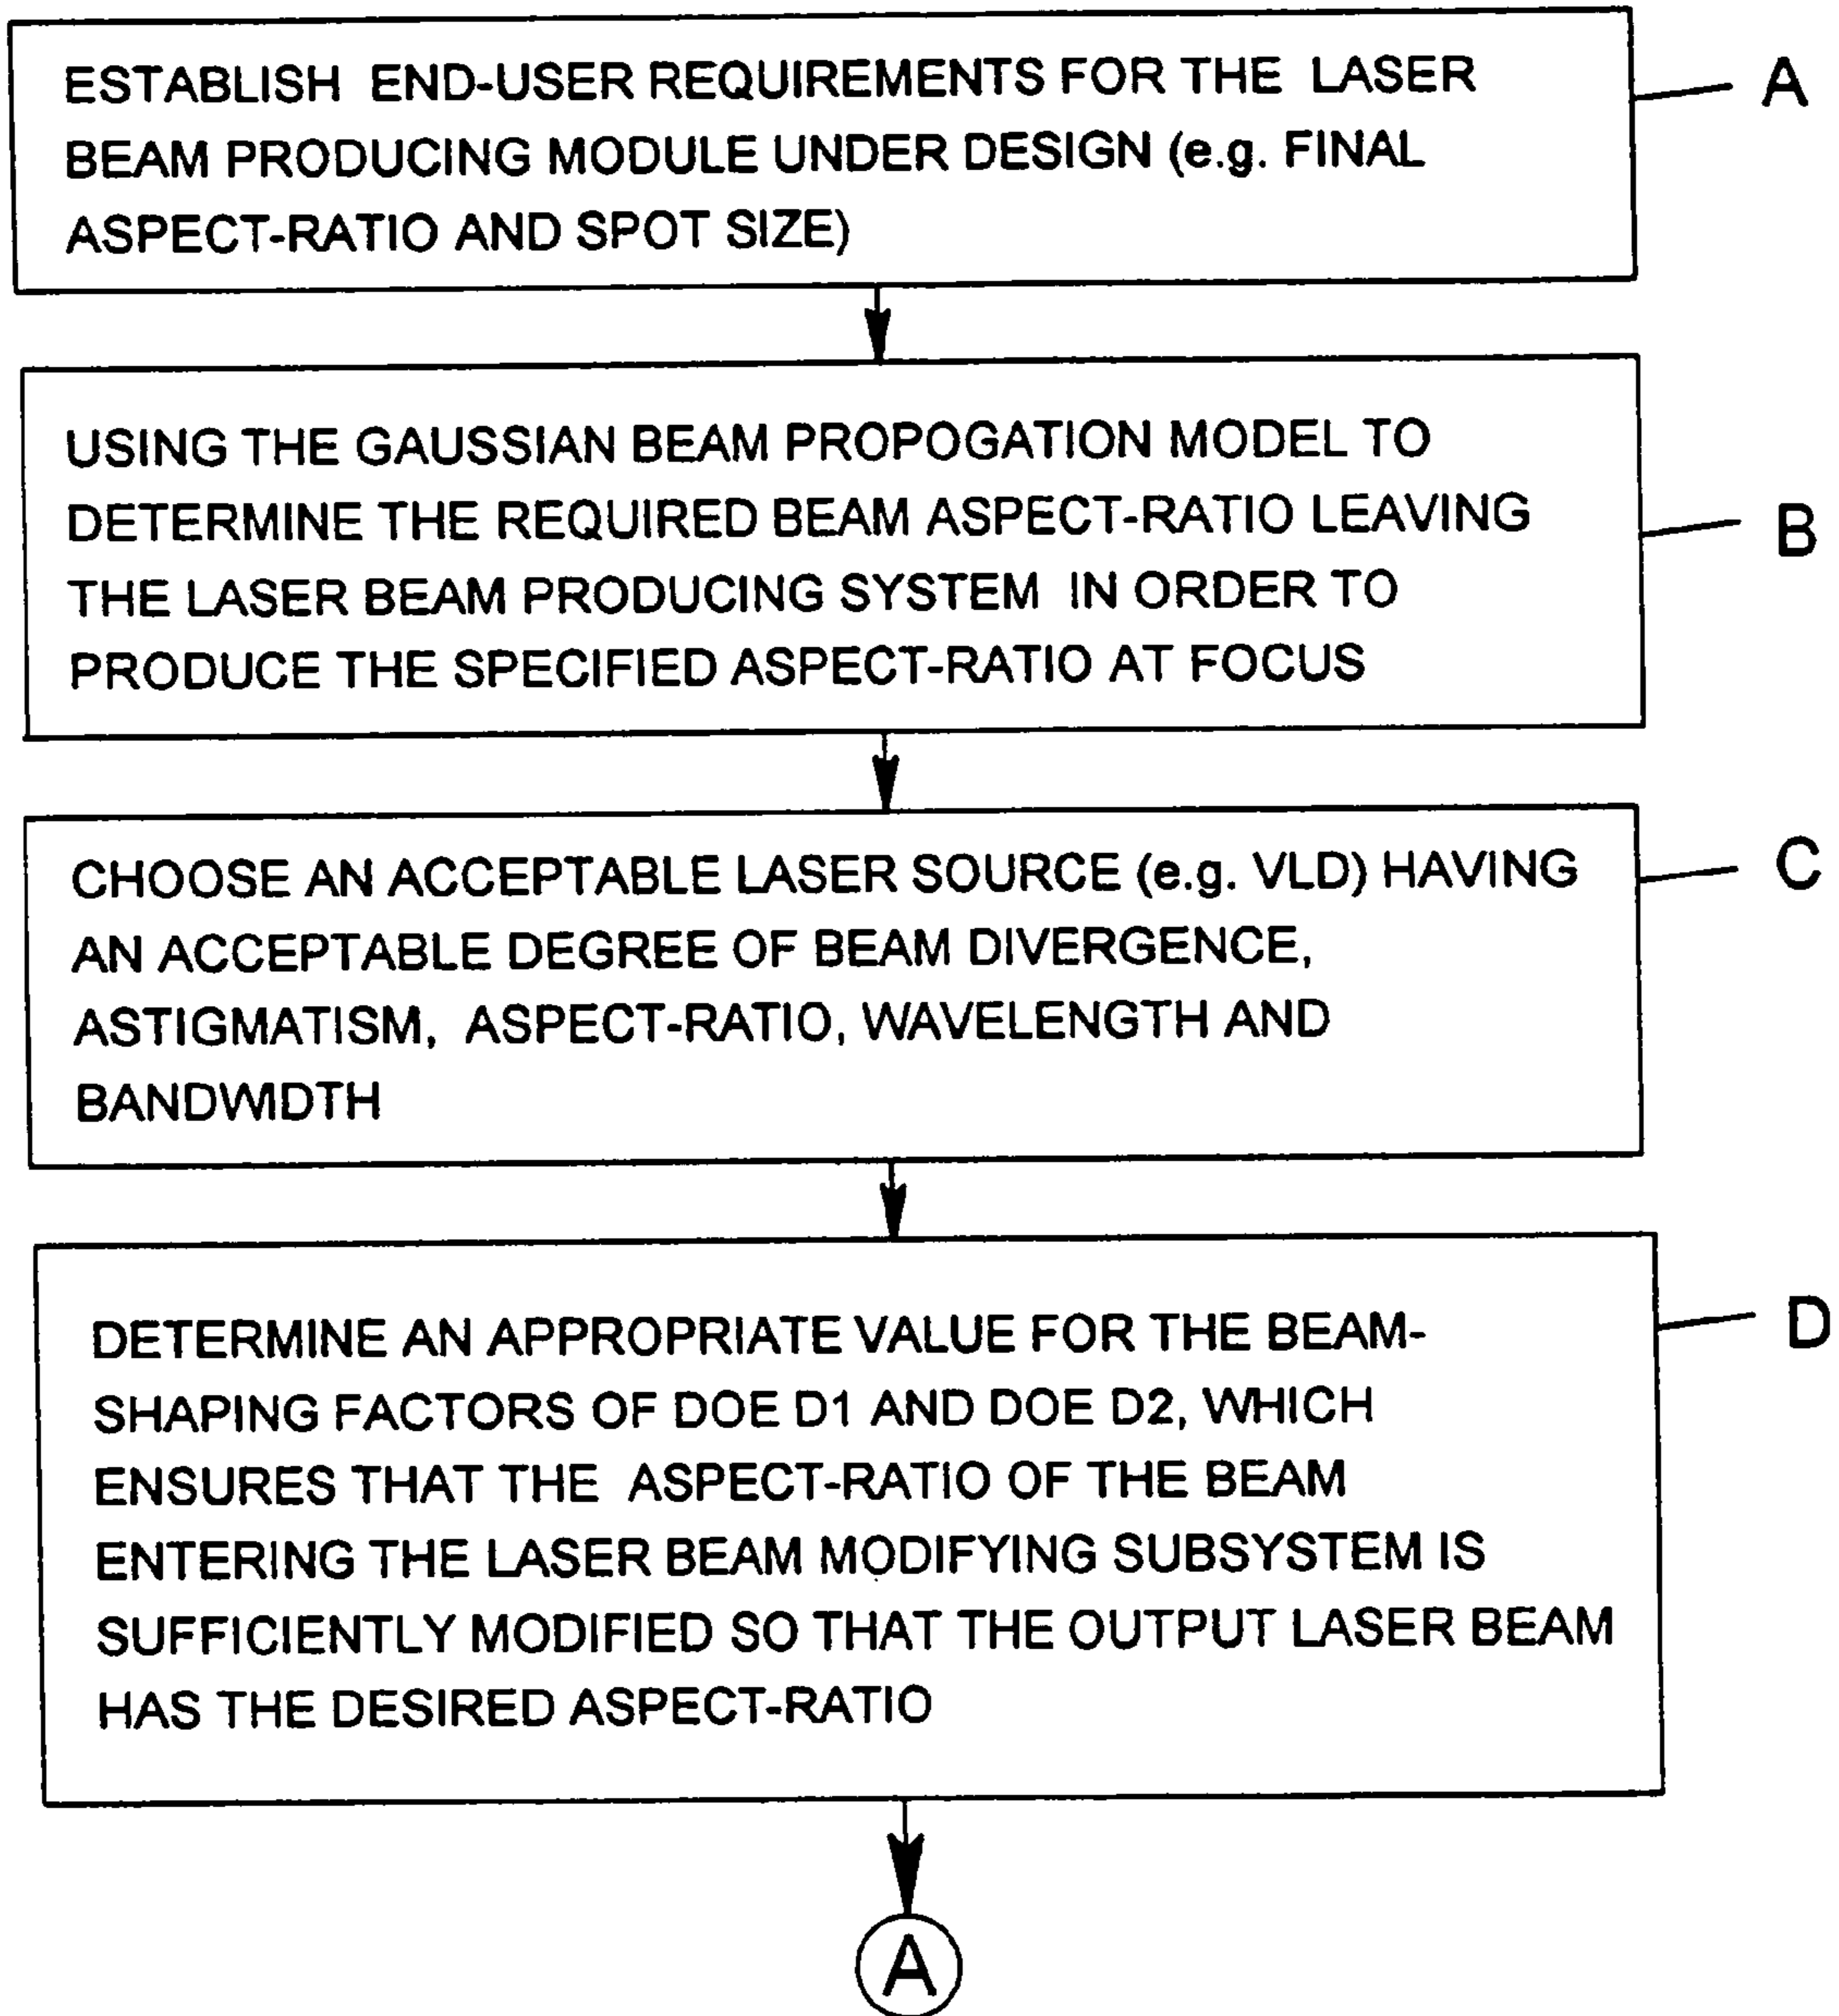 ESTABLISH END-USER REQUIREMENTS FOR THE LASER
BEAM PRODUCING MODULE UNDER DESIGN (e.g. FINAL
ASPECT-RATIO AND SPOT SIZE)
A
USING THE GAUSSIAN BEAM PROPOGATION MODEL TO
DETERMINE THE REQUIRED BEAM ASPECT-RATIO LEAVING
THE LASER BEAM PRODUCING SYSTEM IN ORDER TO
PRODUCE THE SPECIFIED ASPECT-RATIO AT FOCUS
B
CHOOSE AN ACCEPTABLE LASER SOURCE (e.g. VLD) HAVING
AN ACCEPTABLE DEGREE OF BEAM DIVERGENCE,
ASTIGMATISM, ASPECT-RATIO, WAVELENGTH AND
BANDWIDTH
C
DETERMINE AN APPROPRIATE VALUE FOR THE BEAM-
SHAPING FACTORS OF DOE D1 AND DOE D2, WHICH
ENSURES THAT THE ASPECT-RATIO OF THE BEAM
ENTERING THE LASER BEAM MODIFYING SUBSYSTEM IS
SUFFICIENTLY MODIFIED SO THAT THE OUTPUT LASER BEAM
HAS THE DESIRED ASPECT-RATIO
D
A